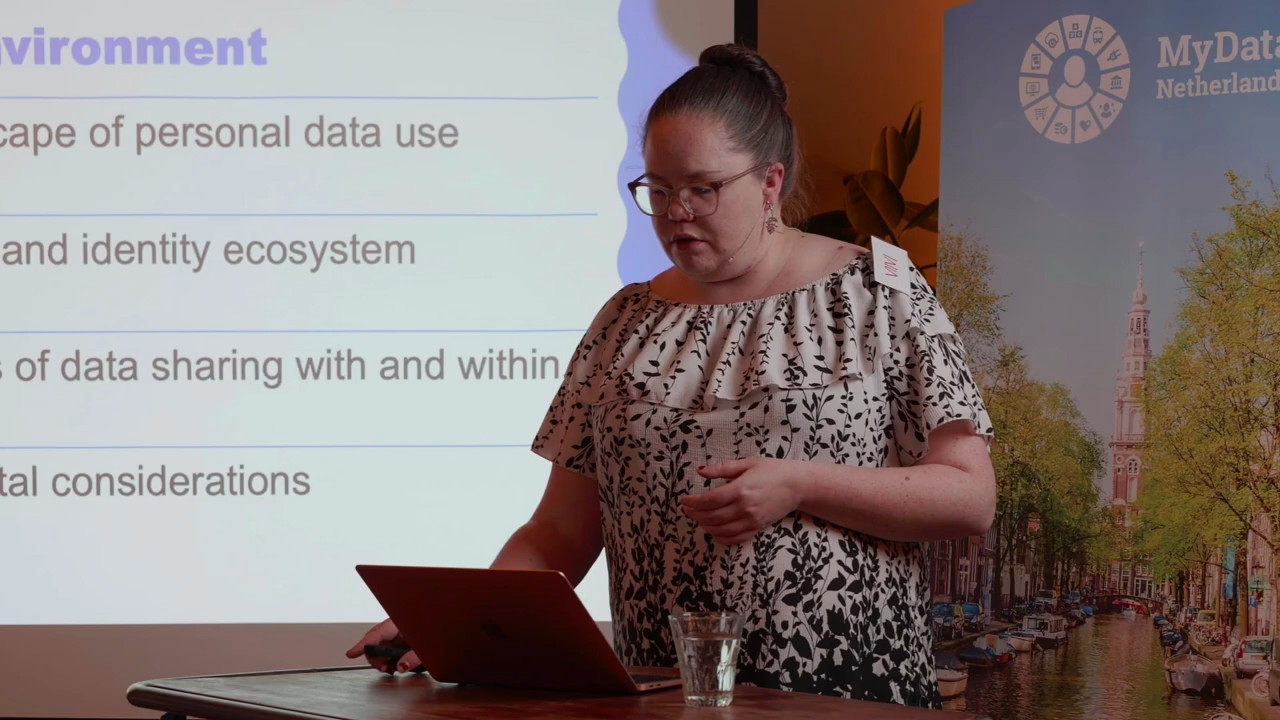 nvironment
cape of personal data use
and identity ecosystem
s of data sharing with and within
tal considerations
VIVI
MyData
Netherland